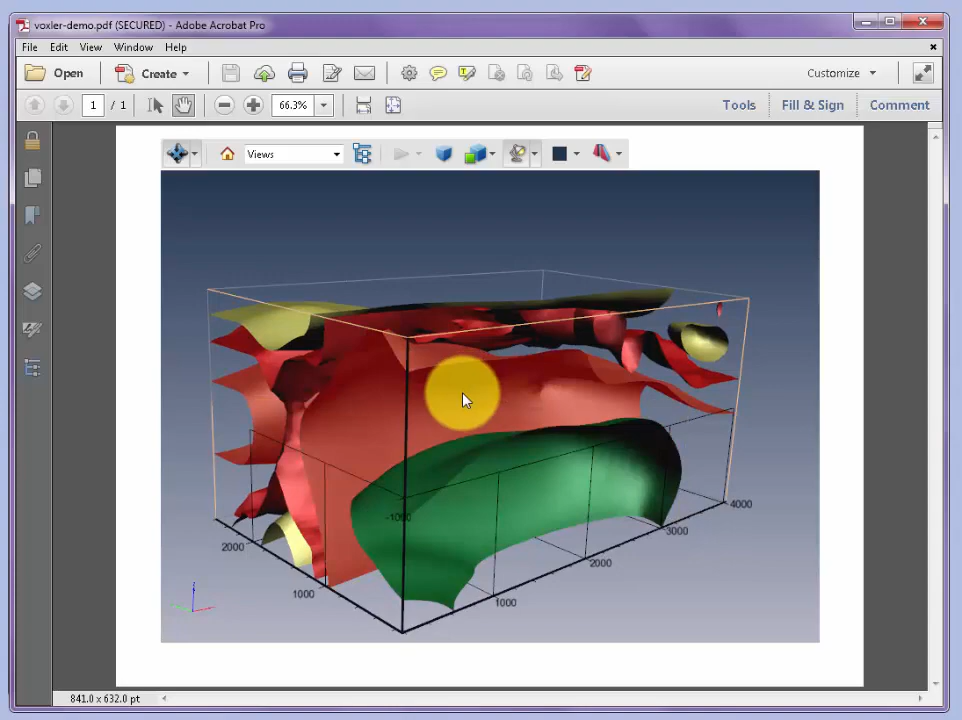 voxler-demo.pdf (SECURED) - Adobe Acrobat Pro
File Edit View Window Help
Open Create Customize
1 / 1 66.3% Tools Fill & Sign Comment
Views
-1000
4000
3000
2000
2000
1000
1000
z
841.0 x 632.0 pt